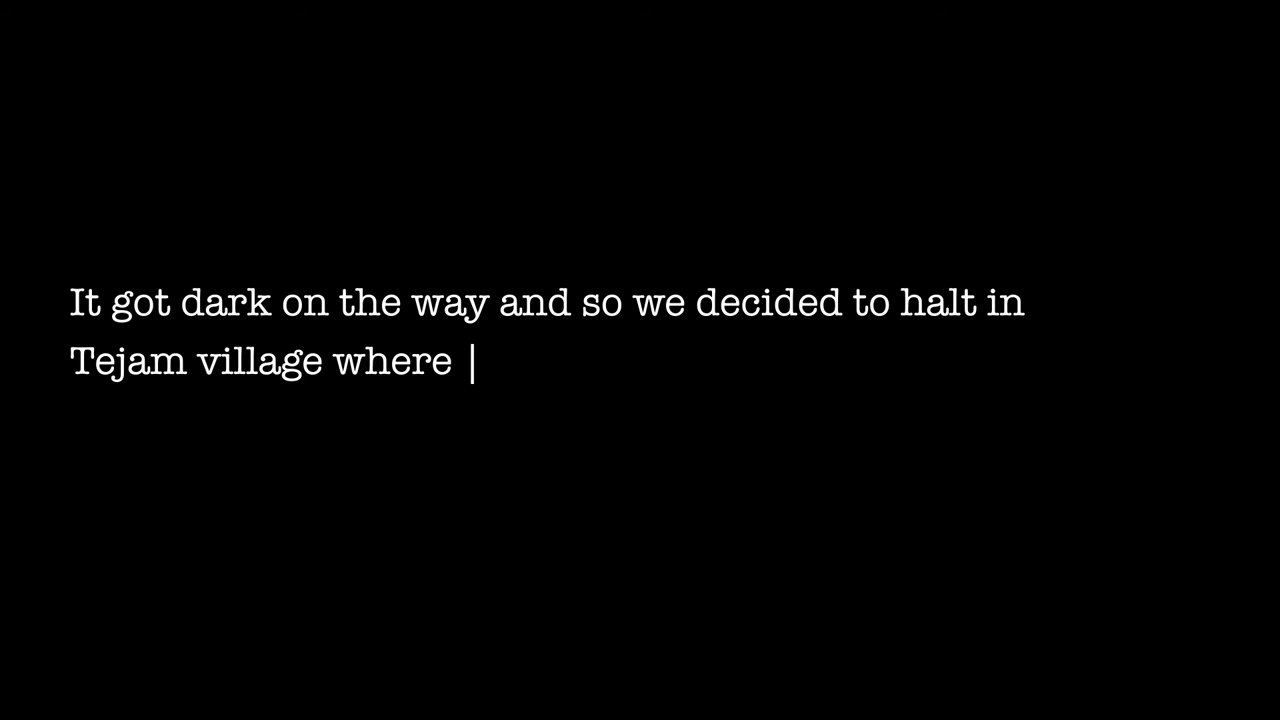 It got dark on the way and so we decided to halt in
Tejam village where |